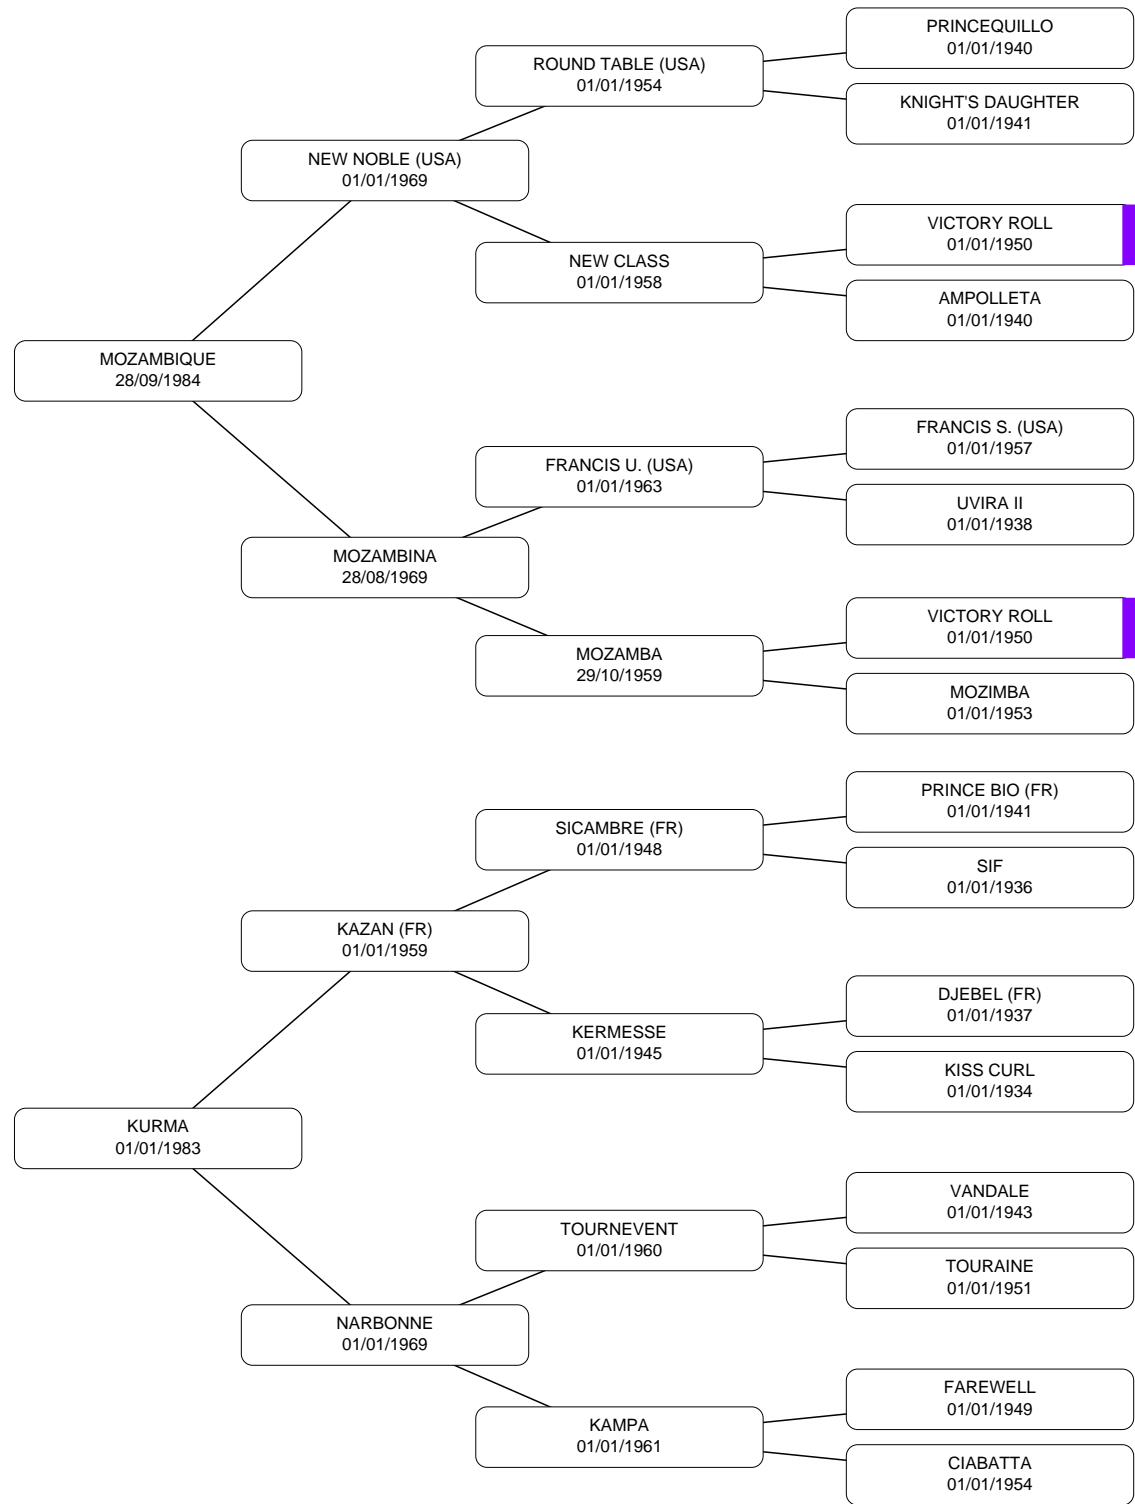 PRINCEQUILLO
01/01/1940
ROUND TABLE (USA)
01/01/1954
KNIGHT'S DAUGHTER
01/01/1941
NEW NOBLE (USA)
01/01/1969
VICTORY ROLL
01/01/1950
NEW CLASS
01/01/1958
AMPOLLETA
01/01/1940
MOZAMBIQUE
28/09/1984
FRANCIS S. (USA)
01/01/1957
FRANCIS U. (USA)
01/01/1963
UVIRA II
01/01/1938
MOZAMBINA
28/08/1969
VICTORY ROLL
01/01/1950
MOZAMBA
29/10/1959
MOZIMBA
01/01/1953
PRINCE BIO (FR)
01/01/1941
SICAMBRE (FR)
01/01/1948
SIF
01/01/1936
KAZAN (FR)
01/01/1959
DJEBEL (FR)
01/01/1937
KERMESSE
01/01/1945
KISS CURL
01/01/1934
KURMA
01/01/1983
VANDALE
01/01/1943
TOURNEVENT
01/01/1960
TOURAINE
01/01/1951
NARBONNE
01/01/1969
FAREWELL
01/01/1949
KAMPA
01/01/1961
CIABATTA
01/01/1954